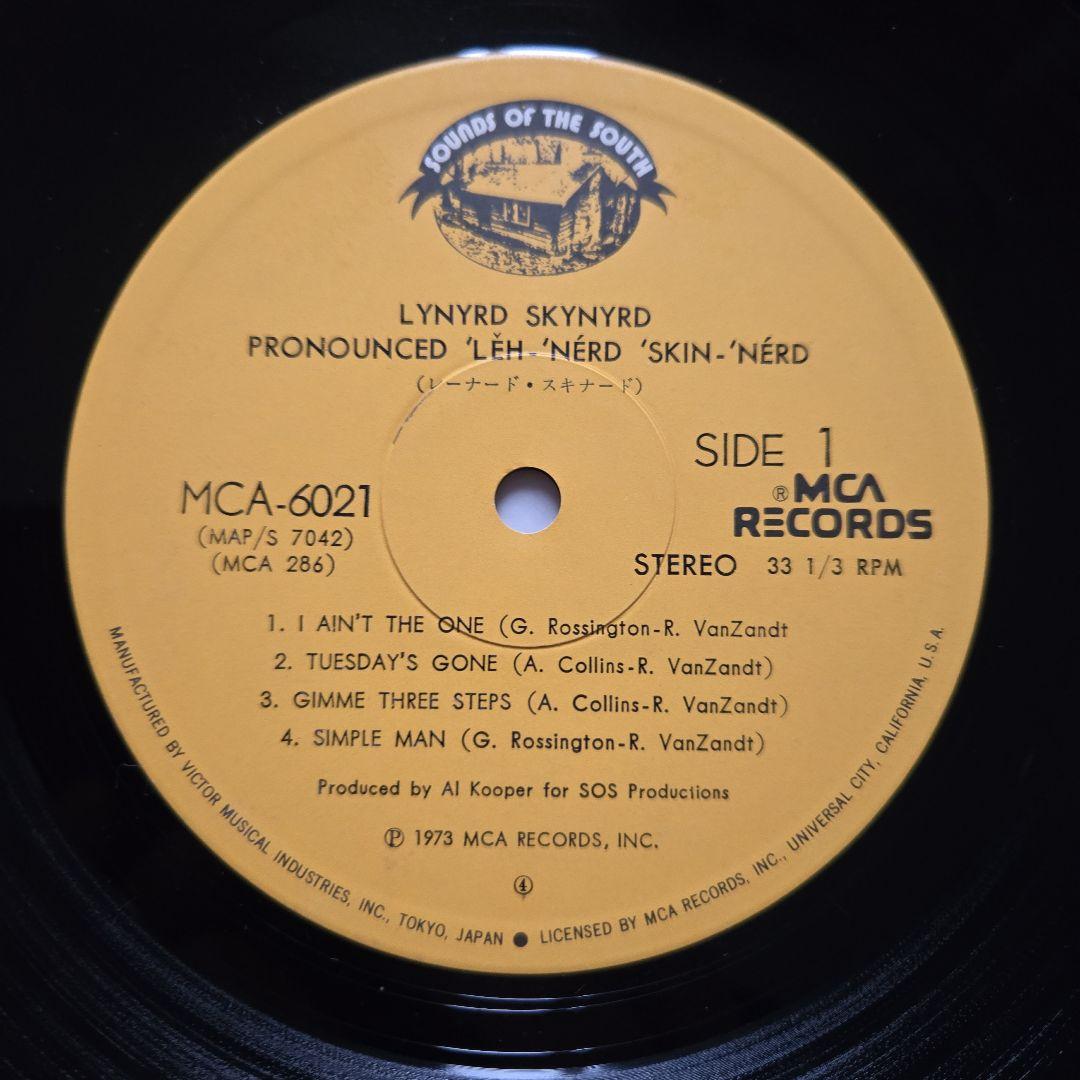 SOUNDS OF THE SOUTH
LYNYRD SKYNYRD
PRONOUNCED 'LĚH-'NÉRD 'SKIN-'NÉRD
(レーナード・スキナード)
SIDE 1
MCA-6021
®MCA
RECORDS
(MAP/S 7042)
(MCA 286)
STEREO 33 1/3 RPM
1. I AIN'T THE ONE (G. Rossington-R. VanZandt
2. TUESDAY'S GONE (A. Collins-R. VanZandt)
3. GIMME THREE STEPS (A. Collins-R. VanZandt)
4. SIMPLE MAN (G. Rossington-R. VanZandt)
Produced by Al Kooper for SOS Productiions
Ⓟ 1973 MCA RECORDS, INC.
④
MANUFACTURED BY VICTOR MUSICAL INDUSTRIES, INC., TOKYO, JAPAN ● LICENSED BY MCA RECORDS, INC., UNIVERSAL CITY, CALIFORNIA, U.S.A.